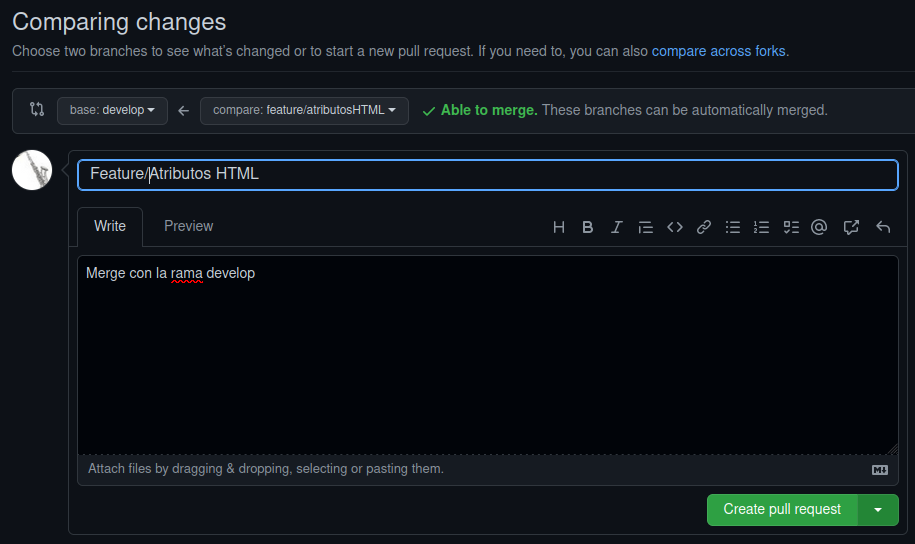 Comparing changes
Choose two branches to see what's changed or to start a new pull request. If you need to, you can also compare across forks.
base: develop compare: feature/atributosHTML Able to merge. These branches can be automatically merged.
Feature/Atributos HTML
Write Preview
Merge con la rama develop
Attach files by dragging & dropping, selecting or pasting them.
Create pull request